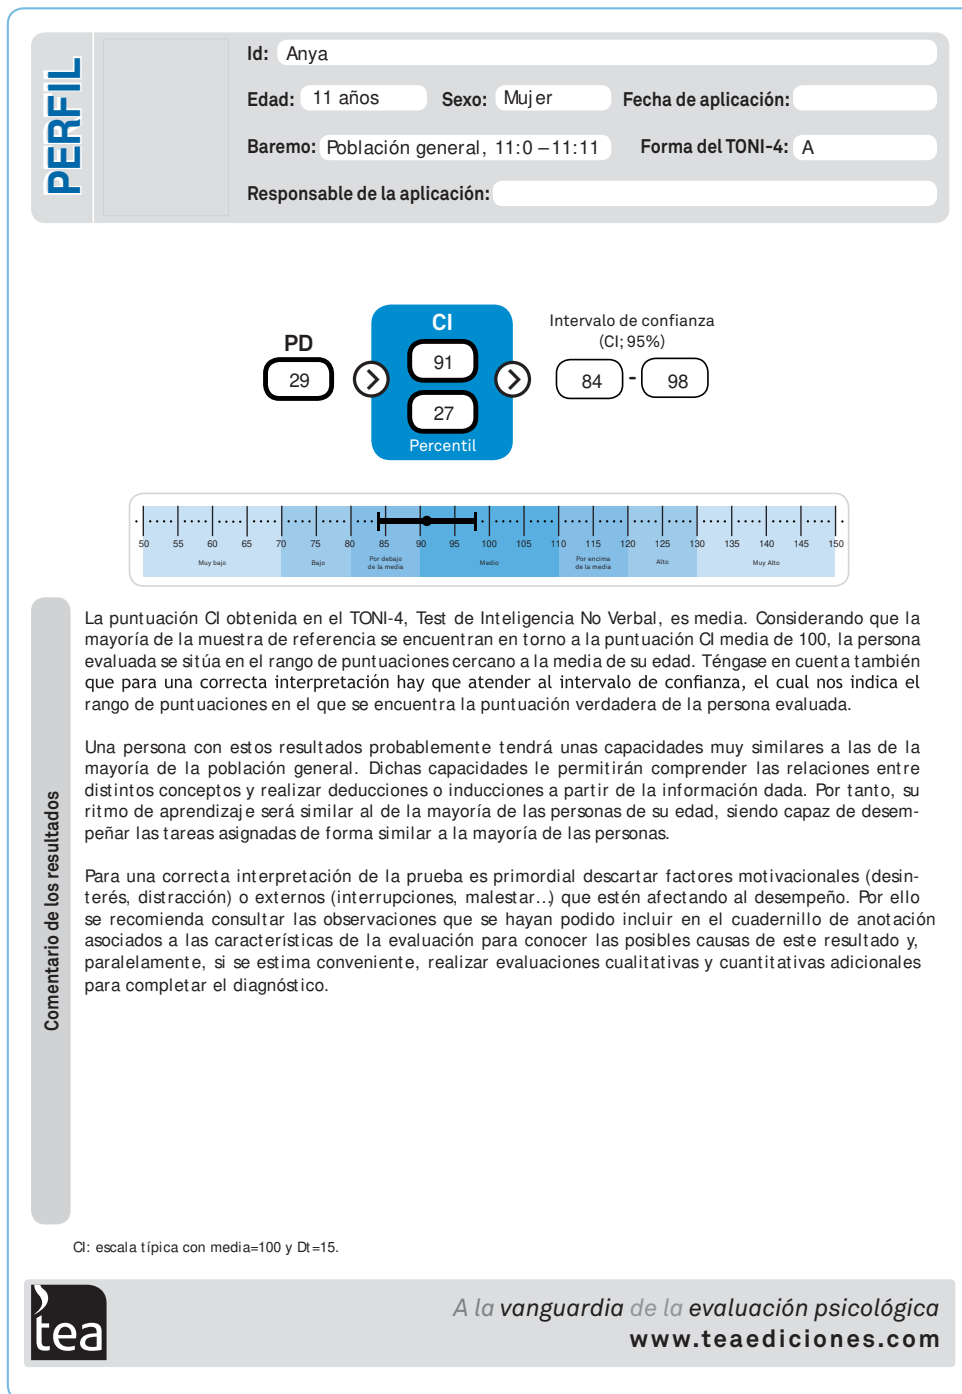 PERFIL
Id: Anya
Edad: 11 años Sexo: Mujer Fecha de aplicación:
Baremo: Población general, 11:0 – 11:11 Forma del TONI-4: A
Responsable de la aplicación:
PD
29
CI
91
27
Percentil
Intervalo de confianza
(CI; 95%)
84 - 98
50 55 60 65 70 75 80 85 90 95 100 105 110 115 120 125 130 135 140 145 150
Muy bajo Bajo Por debajo de la media Medio Por encima de la media Alto Muy Alto
Comentario de los resultados
La puntuación CI obtenida en el TONI-4, Test de Inteligencia No Verbal, es media. Considerando que la
mayoría de la muestra de referencia se encuentran en torno a la puntuación CI media de 100, la persona
evaluada se sitúa en el rango de puntuaciones cercano a la media de su edad. Téngase en cuenta también
que para una correcta interpretación hay que atender al intervalo de confianza, el cual nos indica el
rango de puntuaciones en el que se encuentra la puntuación verdadera de la persona evaluada.
Una persona con estos resultados probablemente tendrá unas capacidades muy similares a las de la
mayoría de la población general. Dichas capacidades le permitirán comprender las relaciones entre
distintos conceptos y realizar deducciones o inducciones a partir de la información dada. Por tanto, su
ritmo de aprendizaje será similar al de la mayoría de las personas de su edad, siendo capaz de desem-
peñar las tareas asignadas de forma similar a la mayoría de las personas.
Para una correcta interpretación de la prueba es primordial descartar factores motivacionales (desin-
terés, distracción) o externos (interrupciones, malestar...) que estén afectando al desempeño. Por ello
se recomienda consultar las observaciones que se hayan podido incluir en el cuadernillo de anotación
asociados a las características de la evaluación para conocer las posibles causas de este resultado y,
paralelamente, si se estima conveniente, realizar evaluaciones cualitativas y cuantitativas adicionales
para completar el diagnóstico.
CI: escala típica con media=100 y Dt=15.
tea
A la vanguardia de la evaluación psicológica
www.teaediciones.com